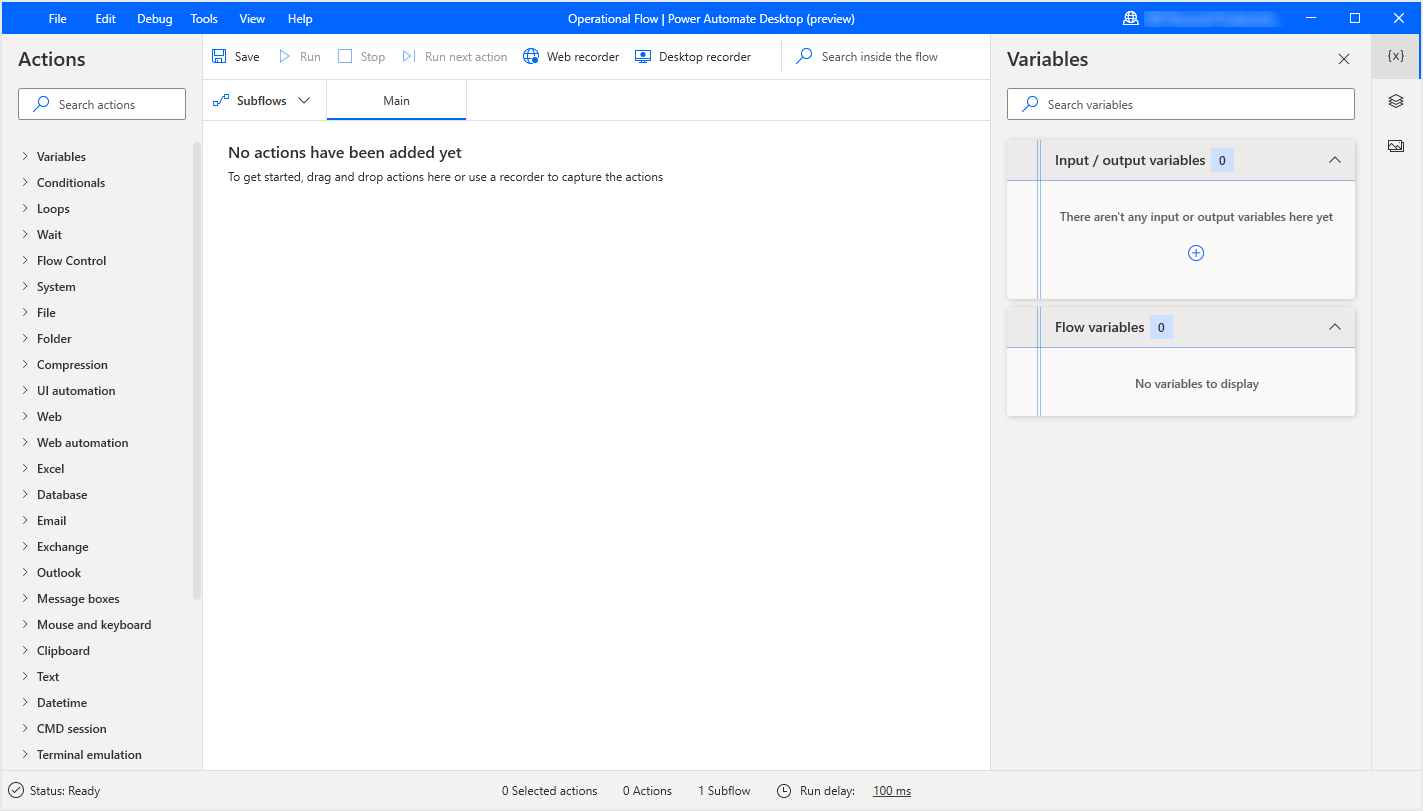 File Edit Debug Tools View Help
Operational Flow | Power Automate Desktop (preview)
Actions
Search actions
Variables
Conditionals
Loops
Wait
Flow Control
System
File
Folder
Compression
UI automation
Web
Web automation
Excel
Database
Email
Exchange
Outlook
Message boxes
Mouse and keyboard
Clipboard
Text
Datetime
CMD session
Terminal emulation
Save Run Stop Run next action Web recorder Desktop recorder Search inside the flow
Subflows Main
No actions have been added yet
To get started, drag and drop actions here or use a recorder to capture the actions
Variables
{x}
Search variables
Input / output variables 0
There aren't any input or output variables here yet
Flow variables 0
No variables to display
Status: Ready 0 Selected actions 0 Actions 1 Subflow Run delay: 100 ms